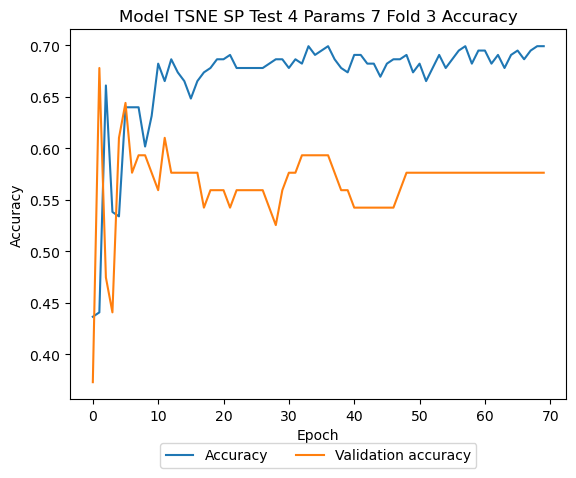 Model TSNE SP Test 4 Params 7 Fold 3 Accuracy
0.70
0.65
0.60
0.55
0.50
0.45
0.40
Accuracy
0 10 20 30 40 50 60 70
Epoch
Accuracy Validation accuracy